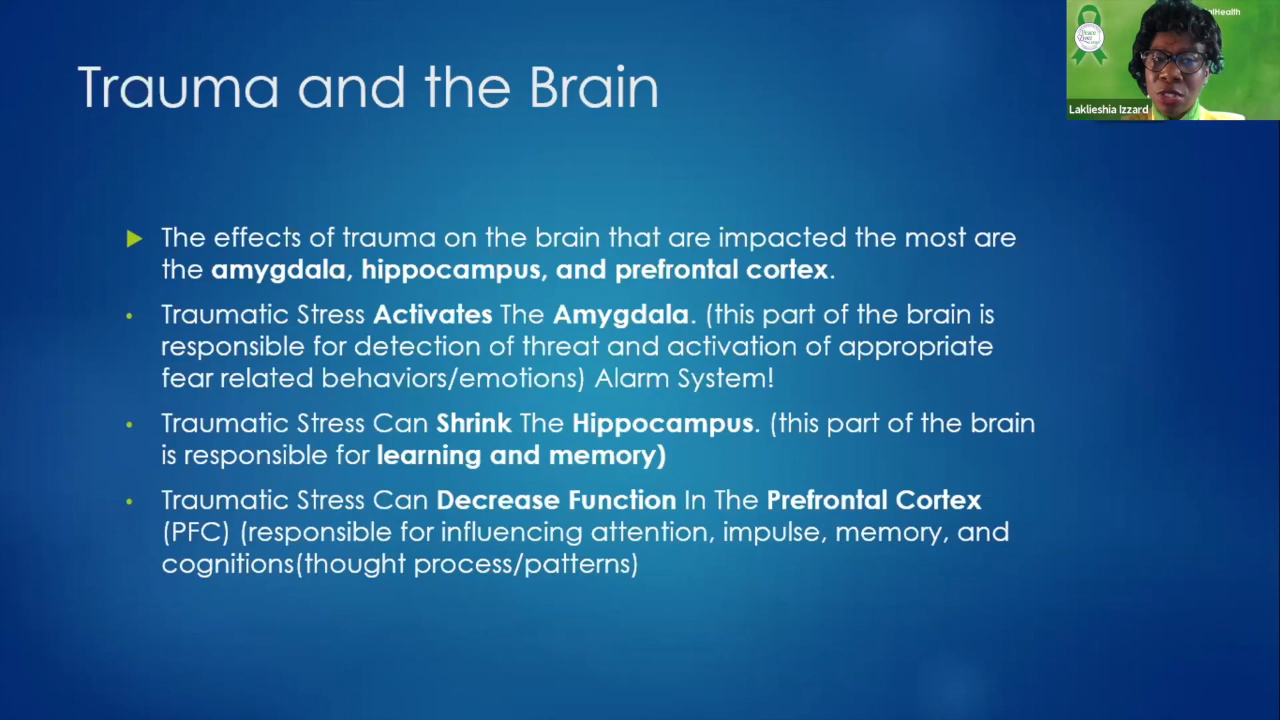 Trauma and the Brain
Health
Laklieshia Izzard
The effects of trauma on the brain that are impacted the most are
the amygdala, hippocampus, and prefrontal cortex.
Traumatic Stress Activates The Amygdala. (this part of the brain is
responsible for detection of threat and activation of appropriate
fear related behaviors/emotions) Alarm System!
Traumatic Stress Can Shrink The Hippocampus. (this part of the brain
is responsible for learning and memory)
Traumatic Stress Can Decrease Function In The Prefrontal Cortex
(PFC) (responsible for influencing attention, impulse, memory, and
cognitions(thought process/patterns)